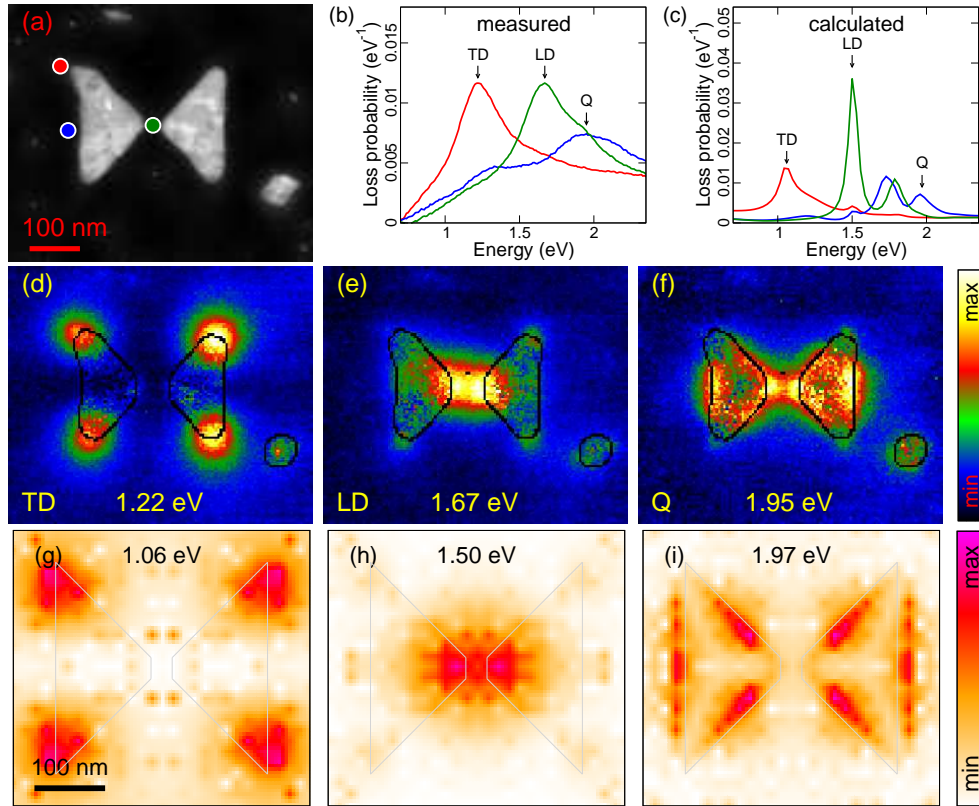 (a)
100 nm
(b)
measured
Loss probability (eV⁻¹)
0
0.005
0.01
0.015
TD
LD
Q
1
1.5
2
Energy (eV)
(c)
calculated
Loss probability (eV⁻¹)
0
0.01
0.02
0.03
0.04
0.05
LD
TD
Q
1
1.5
2
Energy (eV)
(d)
TD 1.22 eV
(e)
LD 1.67 eV
(f)
Q 1.95 eV
max
min
(g) 1.06 eV
100 nm
(h) 1.50 eV
(i) 1.97 eV
max
min